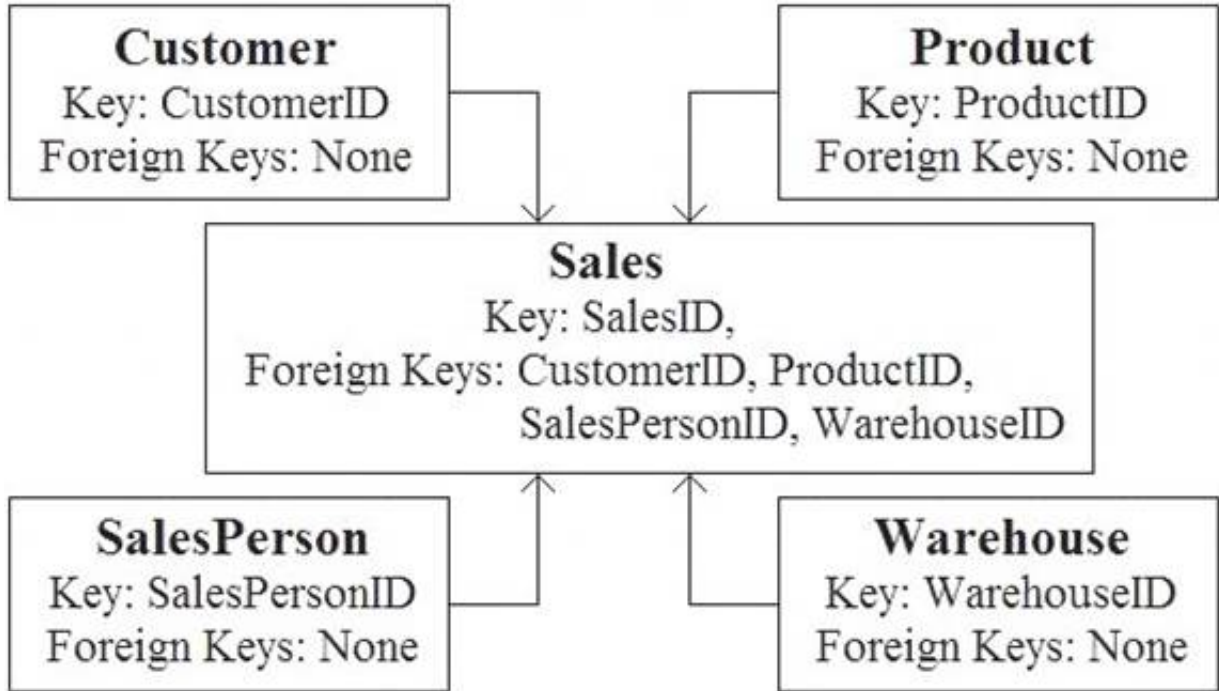 Customer
Key: CustomerID
Foreign Keys: None
Product
Key: ProductID
Foreign Keys: None
Sales
Key: SalesID,
Foreign Keys: CustomerID, ProductID,
SalesPersonID, WarehouseID
SalesPerson
Key: SalesPersonID
Foreign Keys: None
Warehouse
Key: WarehouseID
Foreign Keys: None